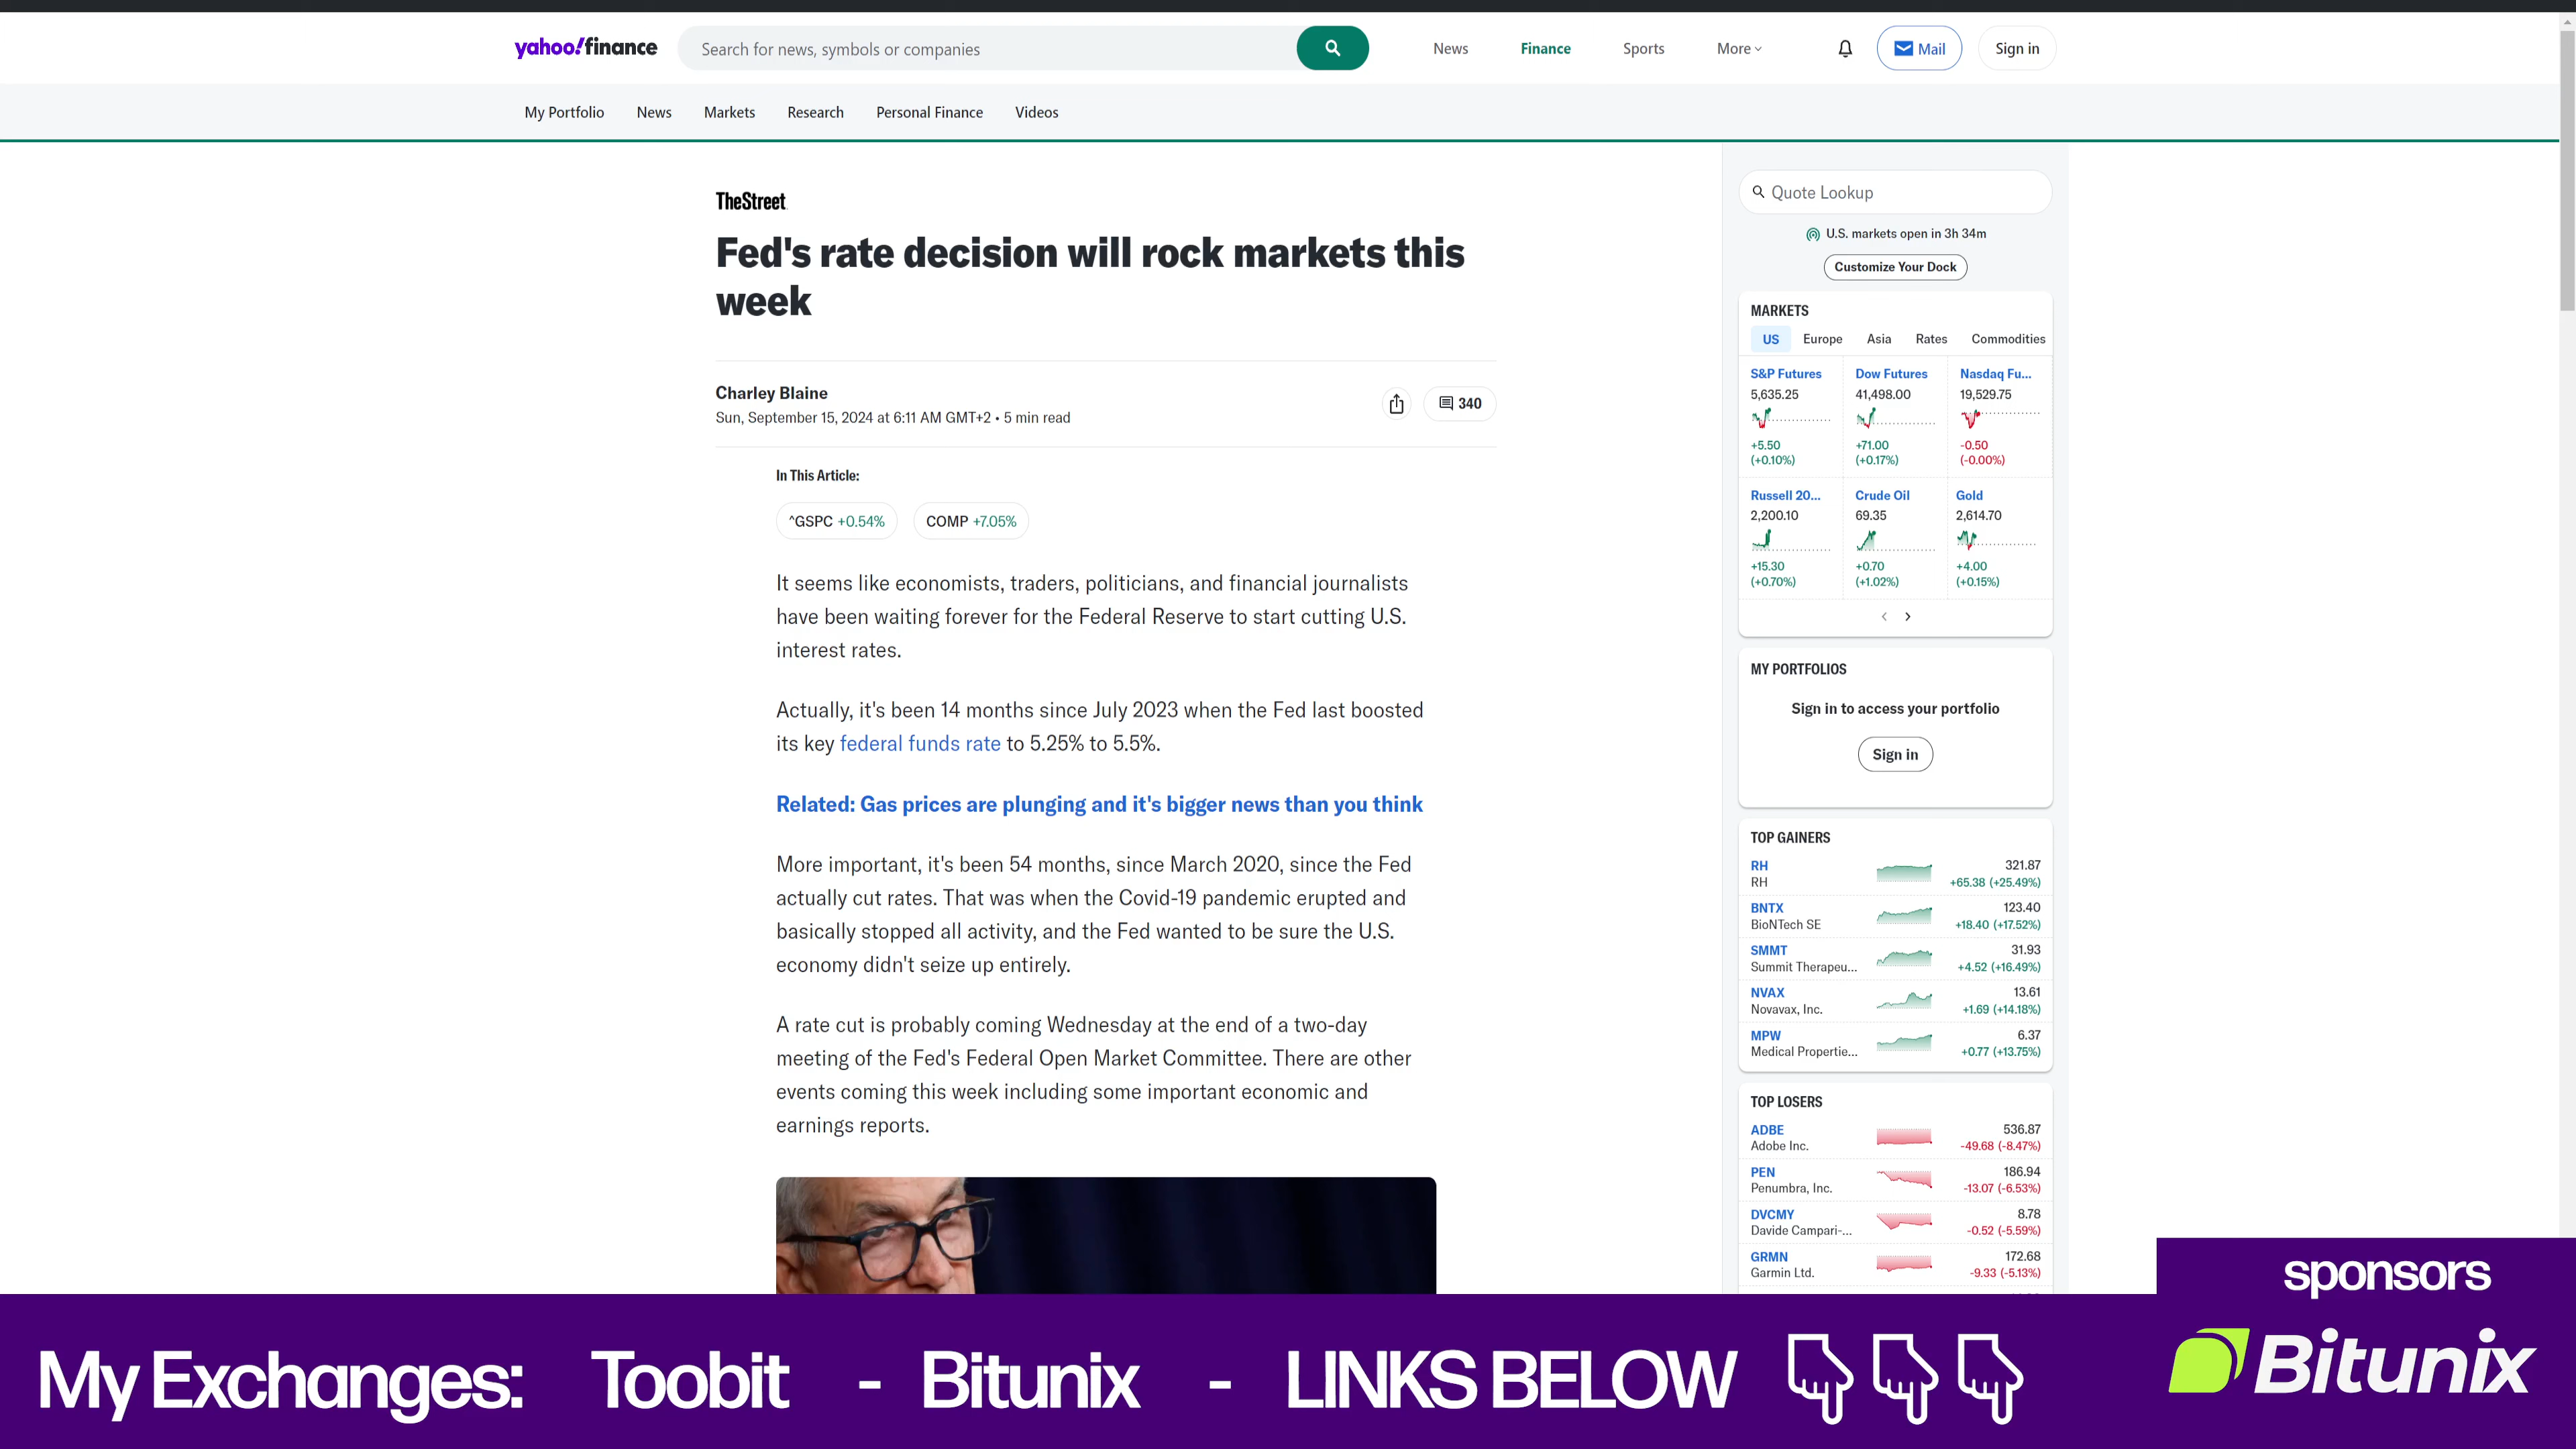 yahoo!finance
Search for news, symbols or companies
News
Finance
Sports
More
Mail
Sign in
My Portfolio
News
Markets
Research
Personal Finance
Videos
TheStreet
Fed's rate decision will rock markets this
week
Charley Blaine
Sun, September 15, 2024 at 6:11 AM GMT+2 • 5 min read
340
In This Article:
^GSPC +0.54%
COMP +7.05%
It seems like economists, traders, politicians, and financial journalists
have been waiting forever for the Federal Reserve to start cutting U.S.
interest rates.
Actually, it's been 14 months since July 2023 when the Fed last boosted
its key federal funds rate to 5.25% to 5.5%.
Related: Gas prices are plunging and it's bigger news than you think
More important, it's been 54 months, since March 2020, since the Fed
actually cut rates. That was when the Covid-19 pandemic erupted and
basically stopped all activity, and the Fed wanted to be sure the U.S.
economy didn't seize up entirely.
A rate cut is probably coming Wednesday at the end of a two-day
meeting of the Fed's Federal Open Market Committee. There are other
events coming this week including some important economic and
earnings reports.
Quote Lookup
U.S. markets open in 3h 34m
Customize Your Dock
MARKETS
US Europe Asia Rates Commodities
S&P Futures
5,635.25
+5.50
(+0.10%)
Dow Futures
41,498.00
+71.00
(+0.17%)
Nasdaq Fu...
19,529.75
-0.50
(-0.00%)
Russell 20...
2,200.10
+15.30
(+0.70%)
Crude Oil
69.35
+0.70
(+1.02%)
Gold
2,614.70
+4.00
(+0.15%)
MY PORTFOLIOS
Sign in to access your portfolio
Sign in
TOP GAINERS
RH 321.87
RH +65.38 (+25.49%)
BNTX 123.40
BioNTech SE +18.40 (+17.52%)
SMMT 31.93
Summit Therapeu... +4.52 (+16.49%)
NVAX 13.61
Novavax, Inc. +1.69 (+14.18%)
MPW 6.37
Medical Propertie... +0.77 (+13.75%)
TOP LOSERS
ADBE 536.87
Adobe Inc. -49.68 (-8.47%)
PEN 186.94
Penumbra, Inc. -13.07 (-6.53%)
DVCMY 8.78
Davide Campari-... -0.52 (-5.59%)
GRMN 172.68
Garmin Ltd. -9.33 (-5.13%)
sponsors
Bitunix
My Exchanges: Toobit - Bitunix - LINKS BELOW